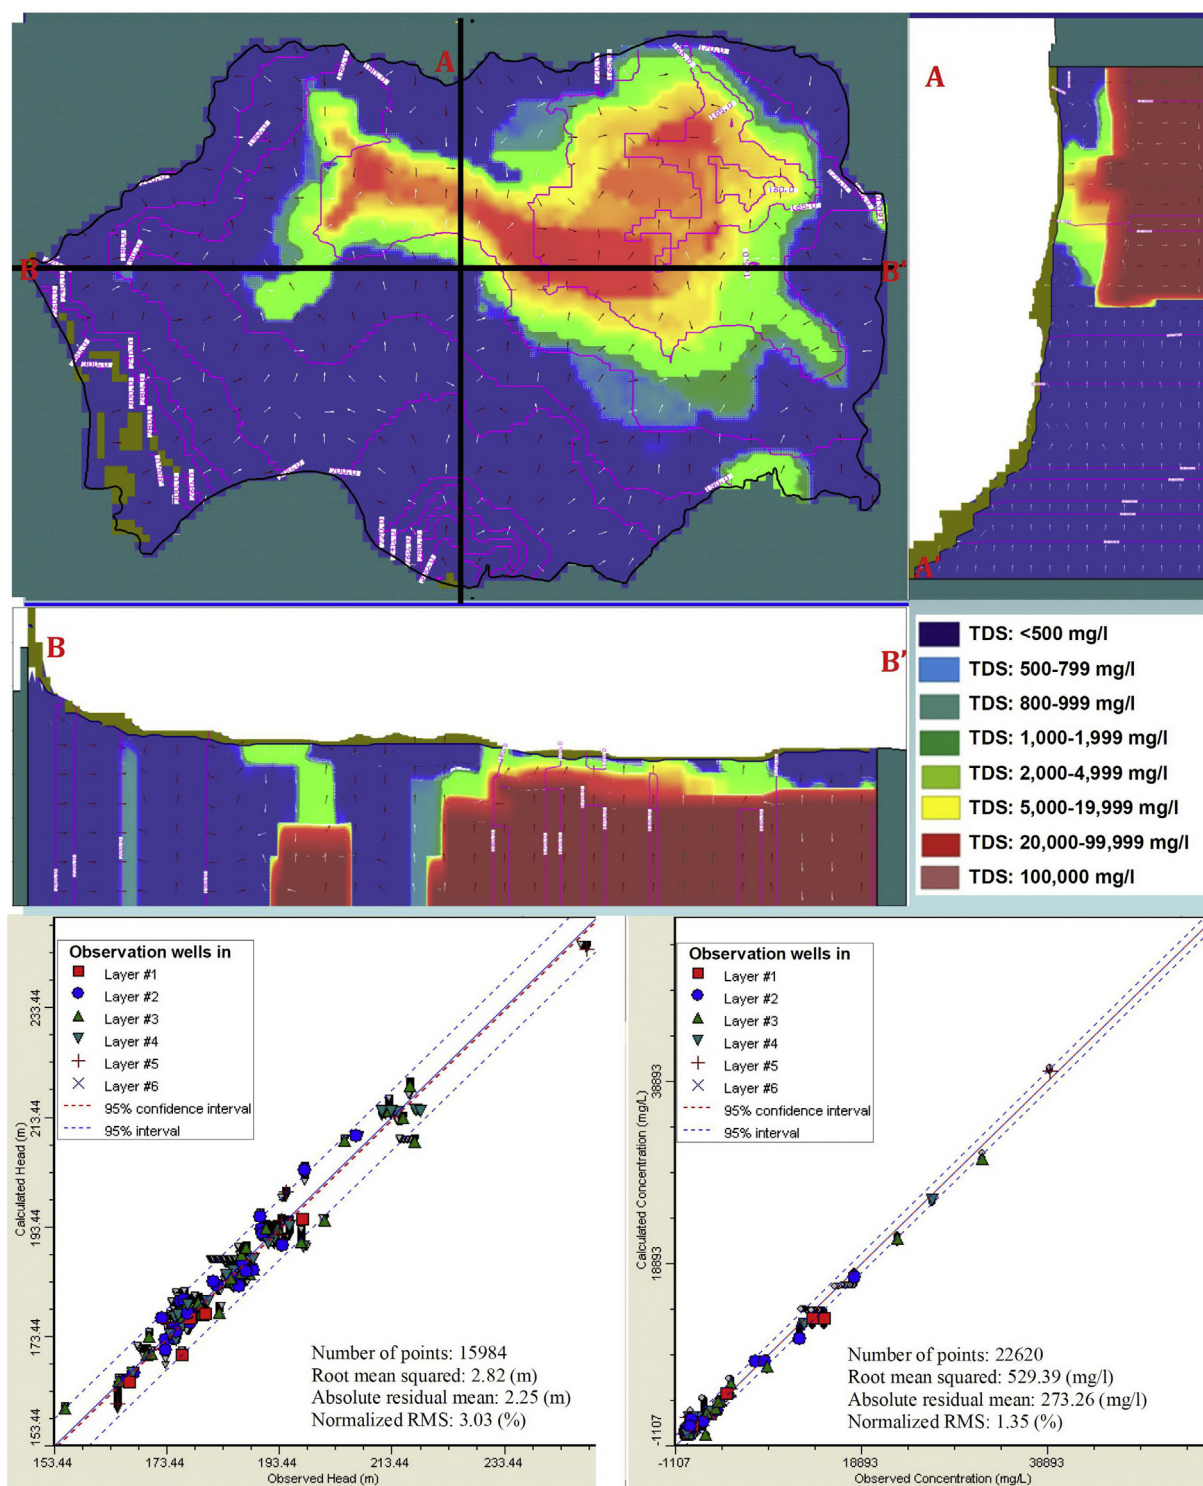 A
A
B
B'
A'
B
B'
TDS: <500 mg/l
TDS: 500-799 mg/l
TDS: 800-999 mg/l
TDS: 1,000-1,999 mg/l
TDS: 2,000-4,999 mg/l
TDS: 5,000-19,999 mg/l
TDS: 20,000-99,999 mg/l
TDS: 100,000 mg/l
Observation wells in
Layer #1
Layer #2
Layer #3
Layer #4
Layer #5
Layer #6
95% confidence interval
95% interval
Calculated Head (m)
233.44
213.44
193.44
173.44
153.44
Number of points: 15984
Root mean squared: 2.82 (m)
Absolute residual mean: 2.25 (m)
Normalized RMS: 3.03 (%)
153.44 173.44 193.44 213.44 233.44
Observed Head (m)
Observation wells in
Layer #1
Layer #2
Layer #3
Layer #4
Layer #5
Layer #6
95% confidence interval
95% interval
Calculated Concentration (mg/L)
38893
18893
-1107
Number of points: 22620
Root mean squared: 529.39 (mg/l)
Absolute residual mean: 273.26 (mg/l)
Normalized RMS: 1.35 (%)
-1107 18893 38893
Observed Concentration (mg/L)